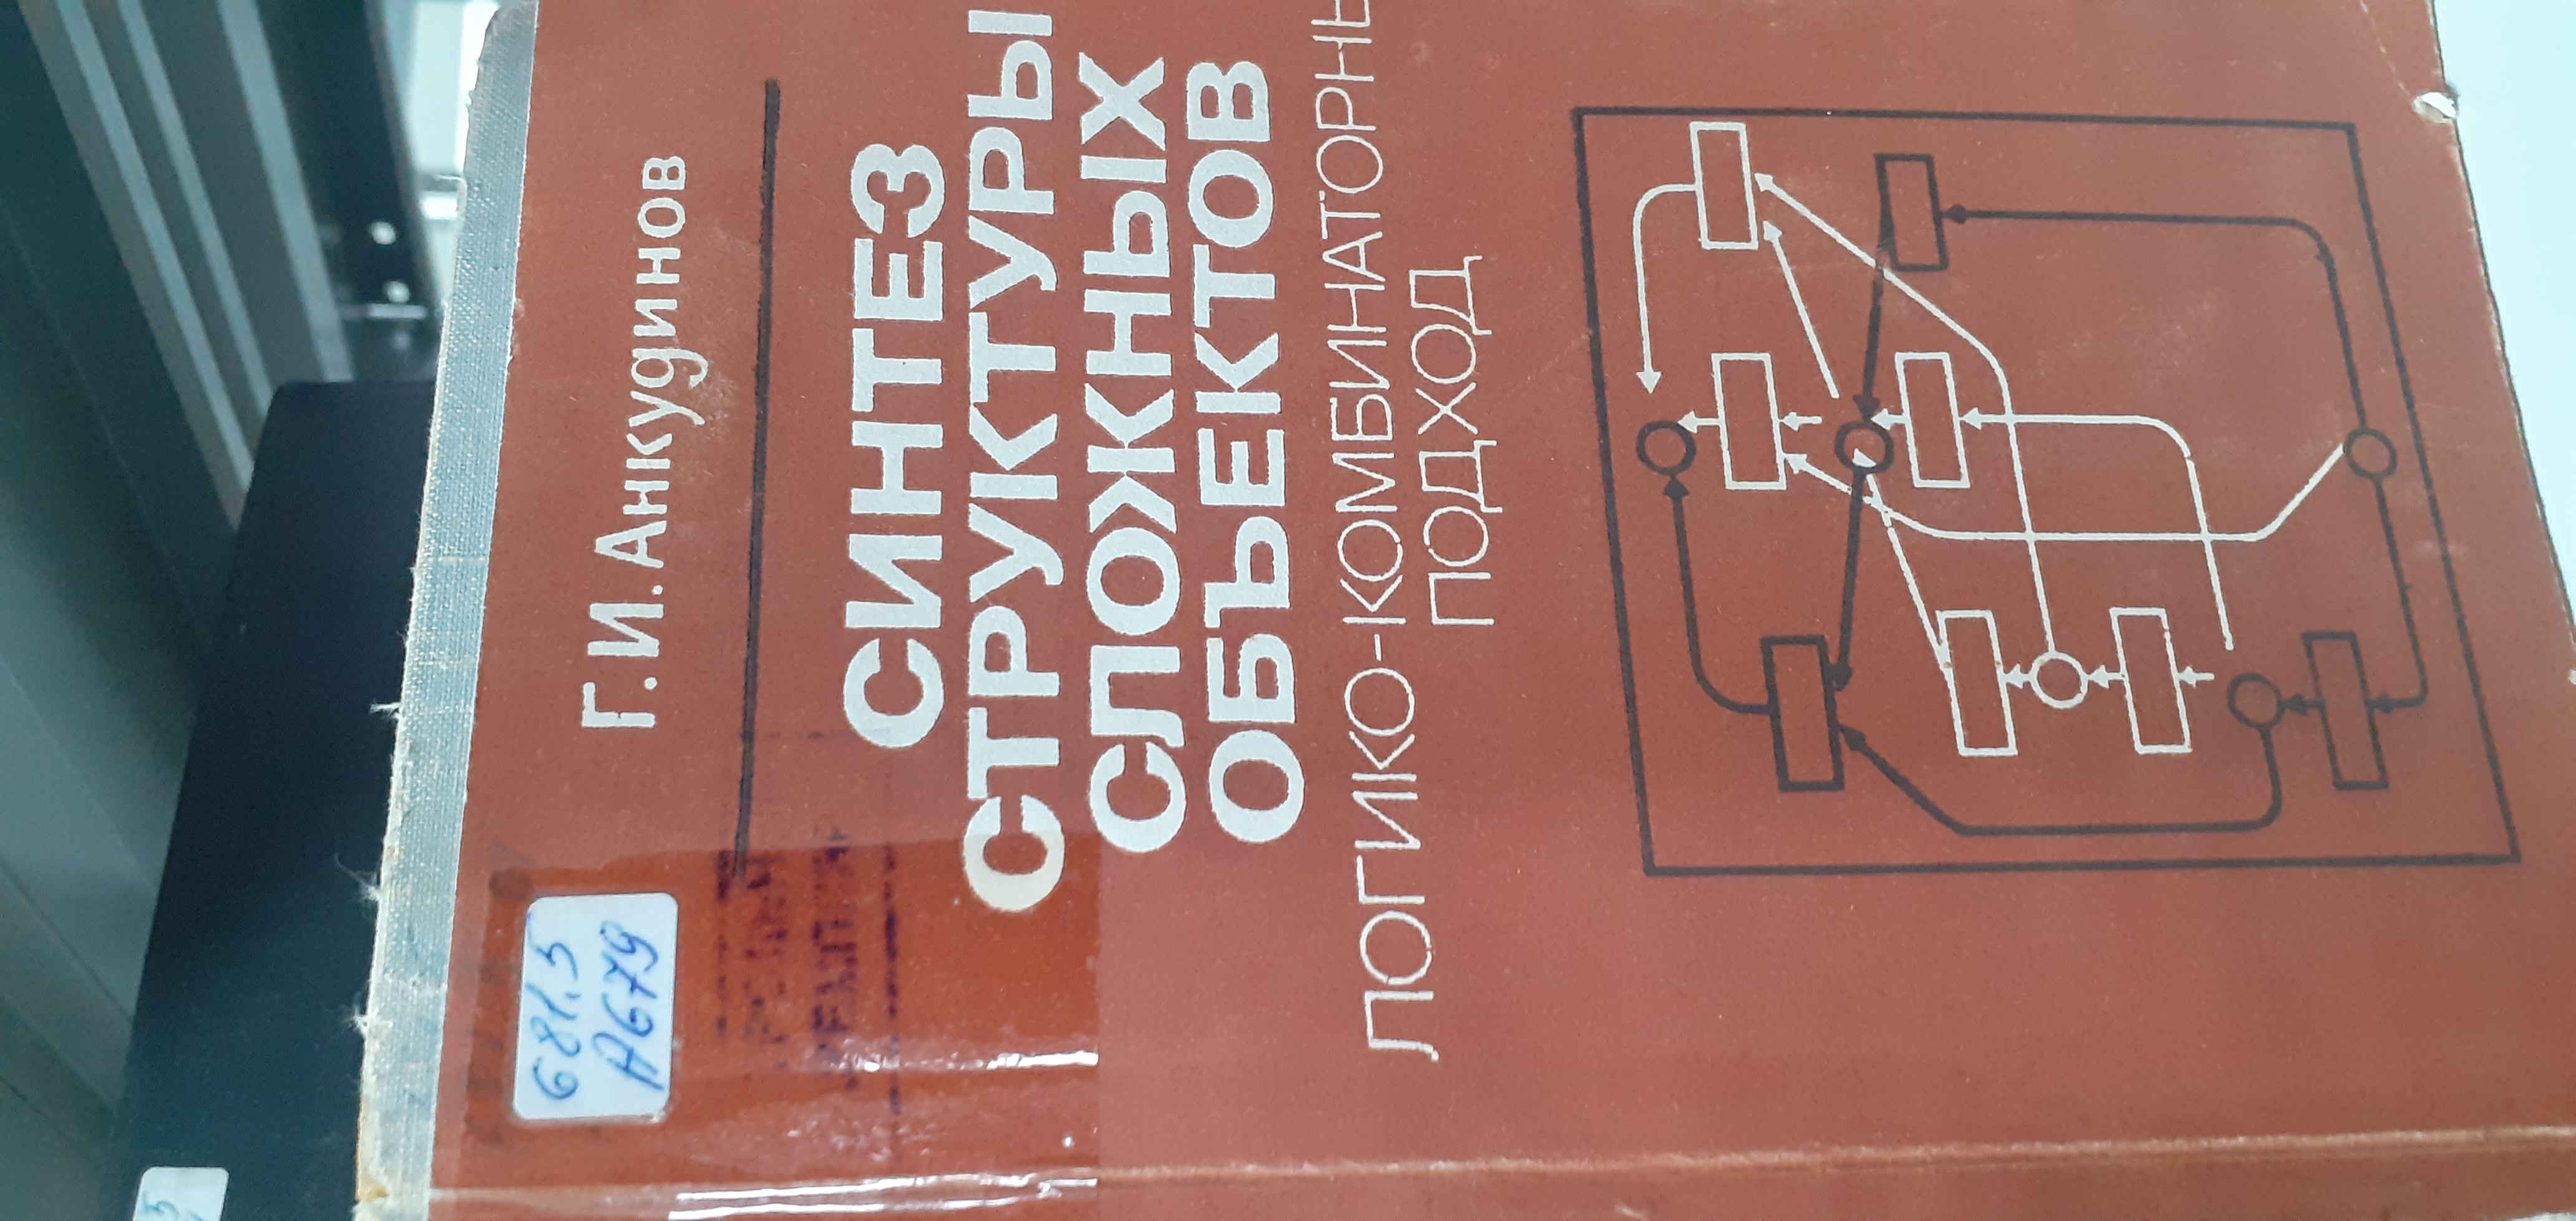 681.5
А679
Г.И. Анкудинов
СИНТЕЗ
СТРУКТУРЫ
СЛОЖНЫХ
ОБЪЕКТОВ
ЛОГИКО-КОМБИНАТОРНЫ
ПОДХОД